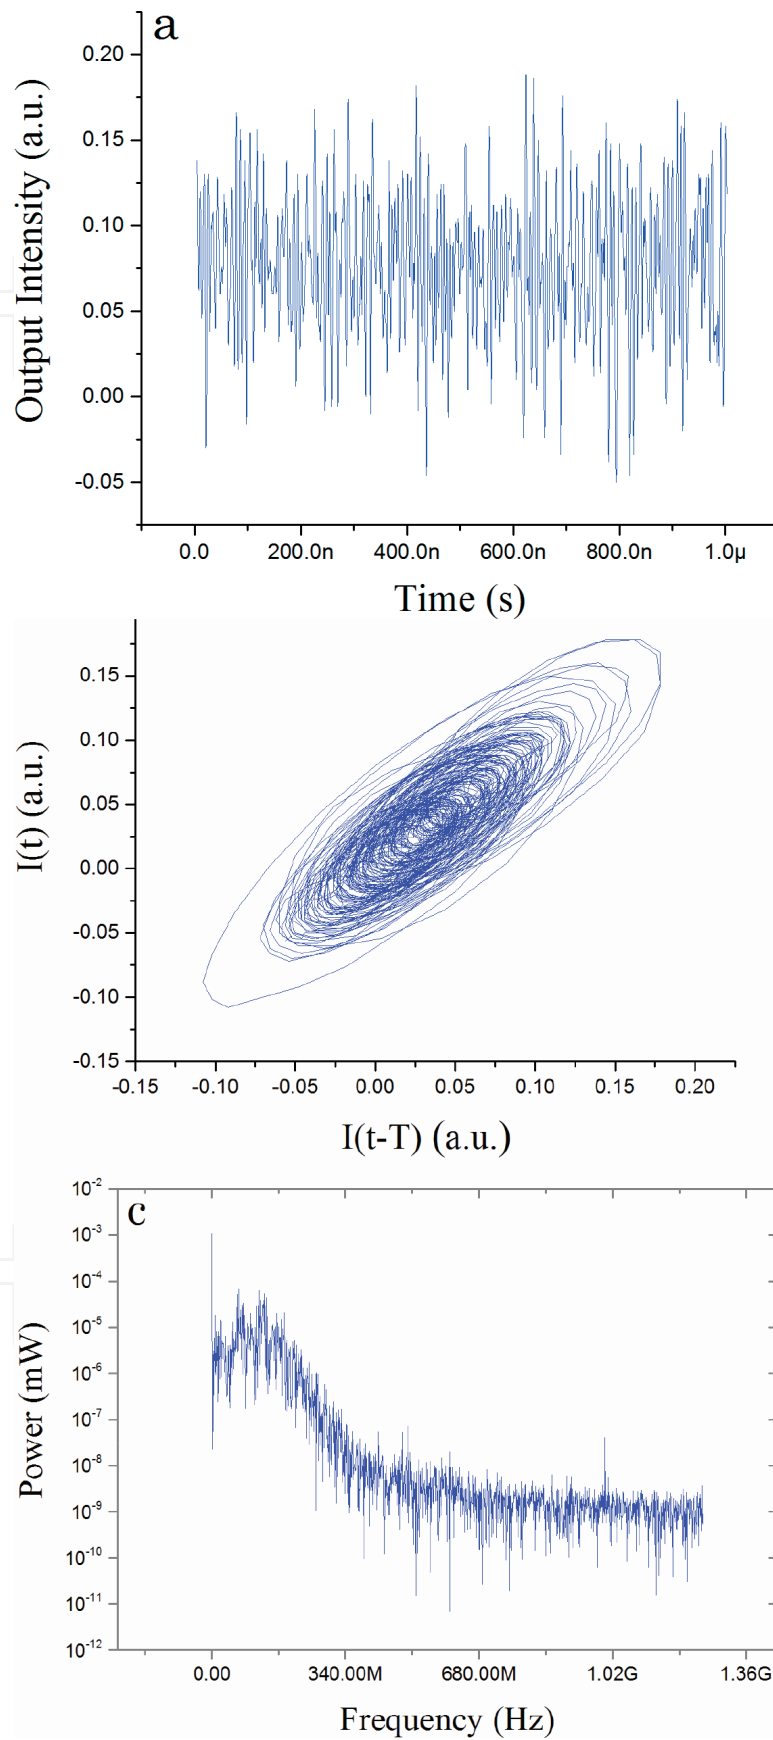 a
Output Intensity (a.u.)
0.20
0.15
0.10
0.05
0.00
-0.05
0.0 200.0n 400.0n 600.0n 800.0n 1.0μ
Time (s)
I(t) (a.u.)
0.15
0.10
0.05
0.00
-0.05
-0.10
-0.15
-0.15 -0.10 -0.05 0.00 0.05 0.10 0.15 0.20
I(t-T) (a.u.)
c
Power (mW)
10⁻²
10⁻³
10⁻⁴
10⁻⁵
10⁻⁶
10⁻⁷
10⁻⁸
10⁻⁹
10⁻¹⁰
10⁻¹¹
10⁻¹²
0.00 340.00M 680.00M 1.02G 1.36G
Frequency (Hz)